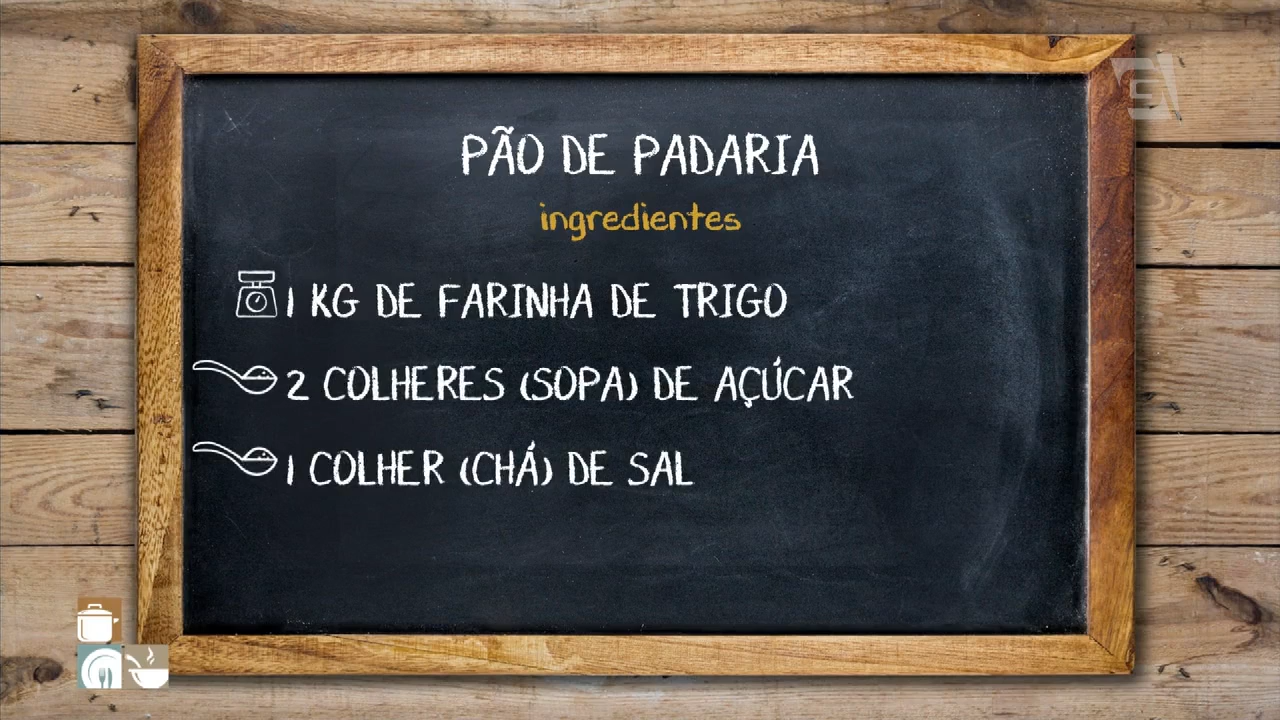 PÃO DE PADARIA
ingredientes
1 KG DE FARINHA DE TRIGO
2 COLHERES (SOPA) DE AÇÚCAR
1 COLHER (CHÁ) DE SAL